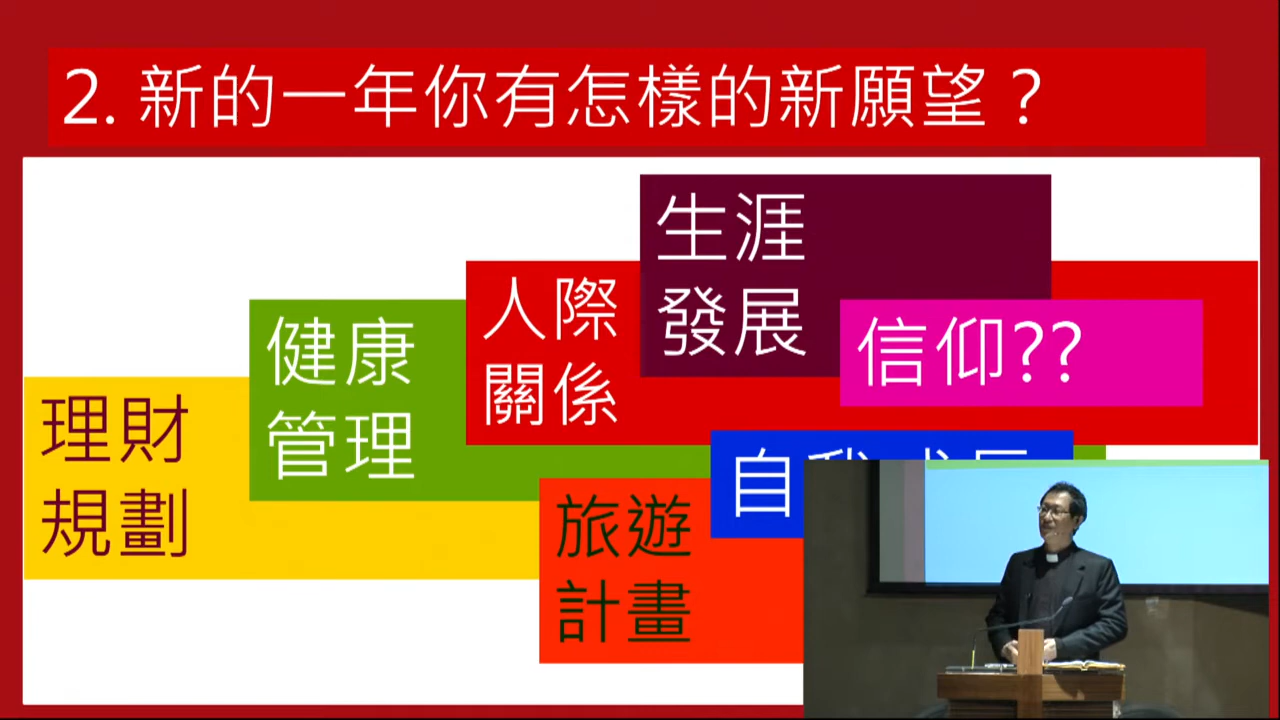 2. 新的一年你有怎樣的新願望？
生涯
發展
人際
關係
信仰??
健康
管理
理財
規劃
自
旅遊
計畫